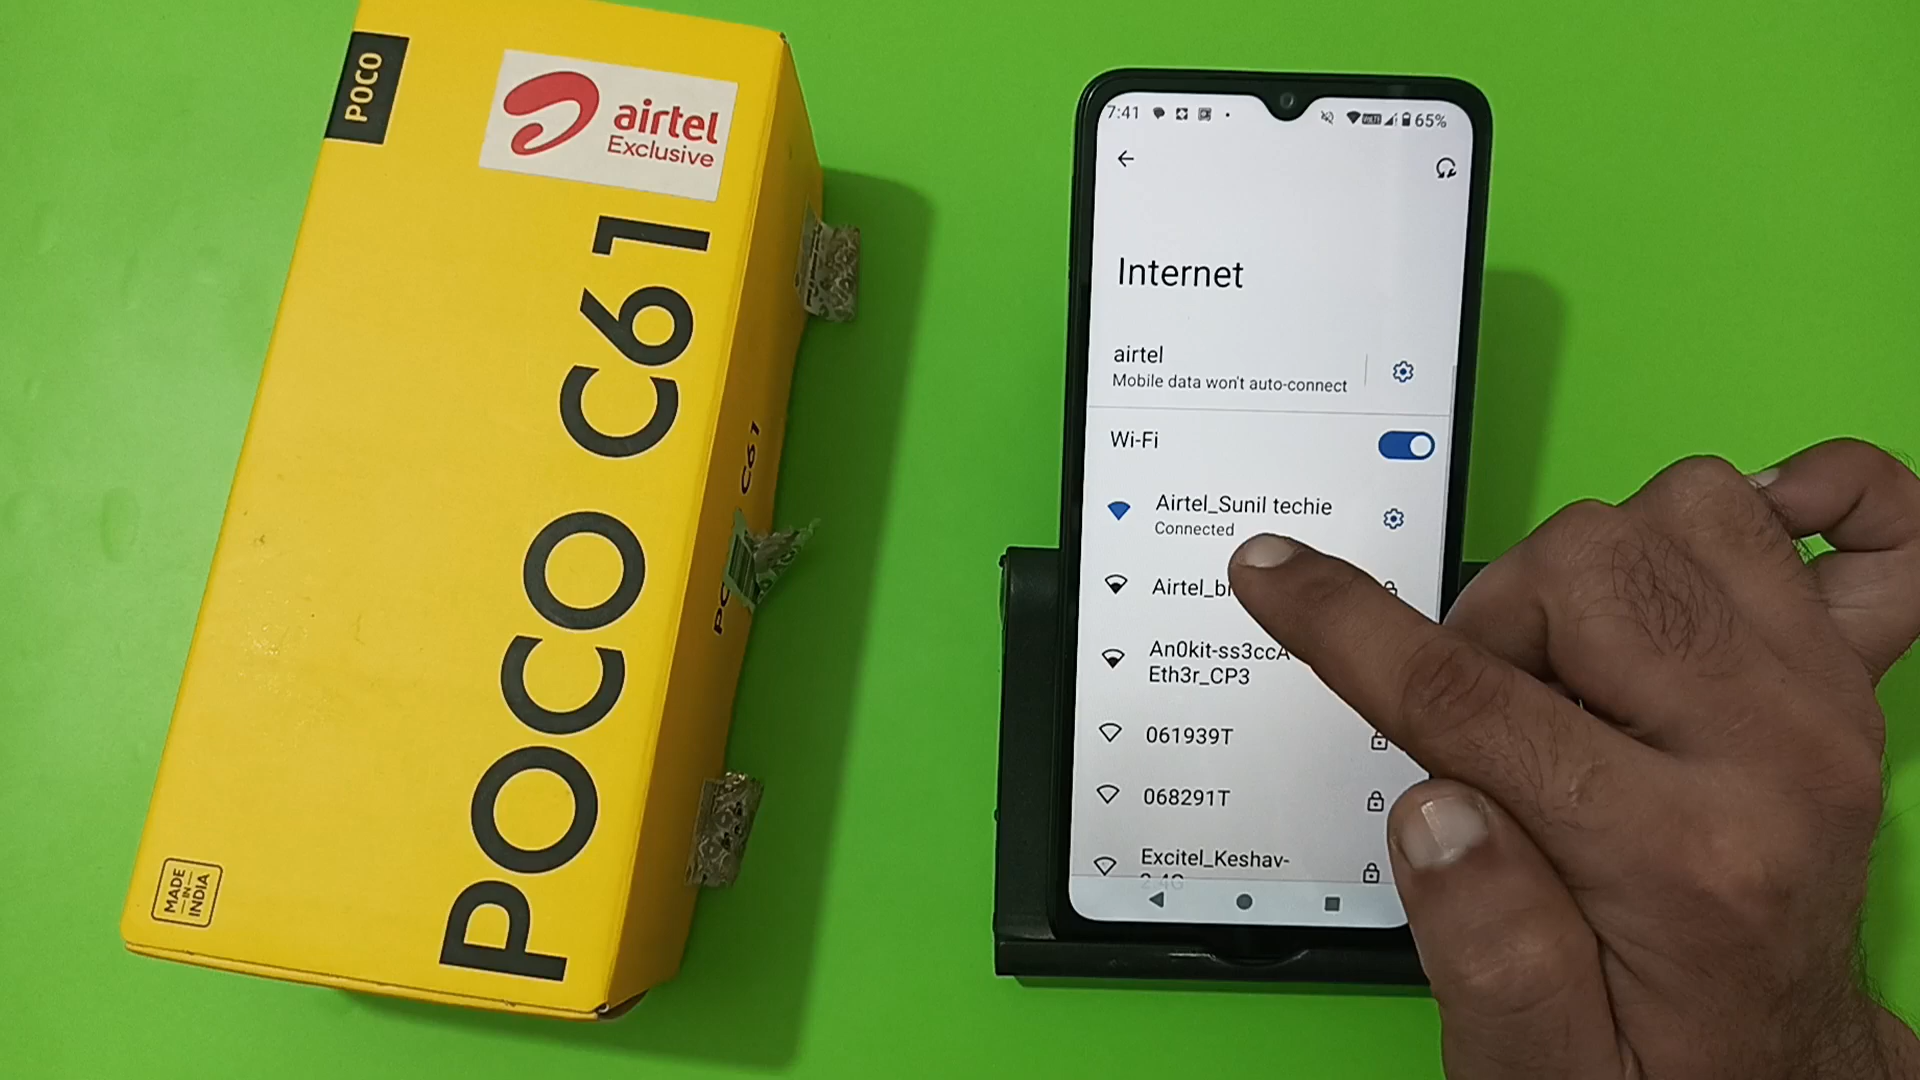 POCO
airtel
Exclusive
POCO C61
C61
MADE
IN
INDIA
7:41
65%
Internet
airtel
Mobile data won't auto-connect
Wi-Fi
Airtel_Sunil techie
Connected
An0kit-ss3ccA
Eth3r_CP3
061939T
068291T
Excitel_Keshav-